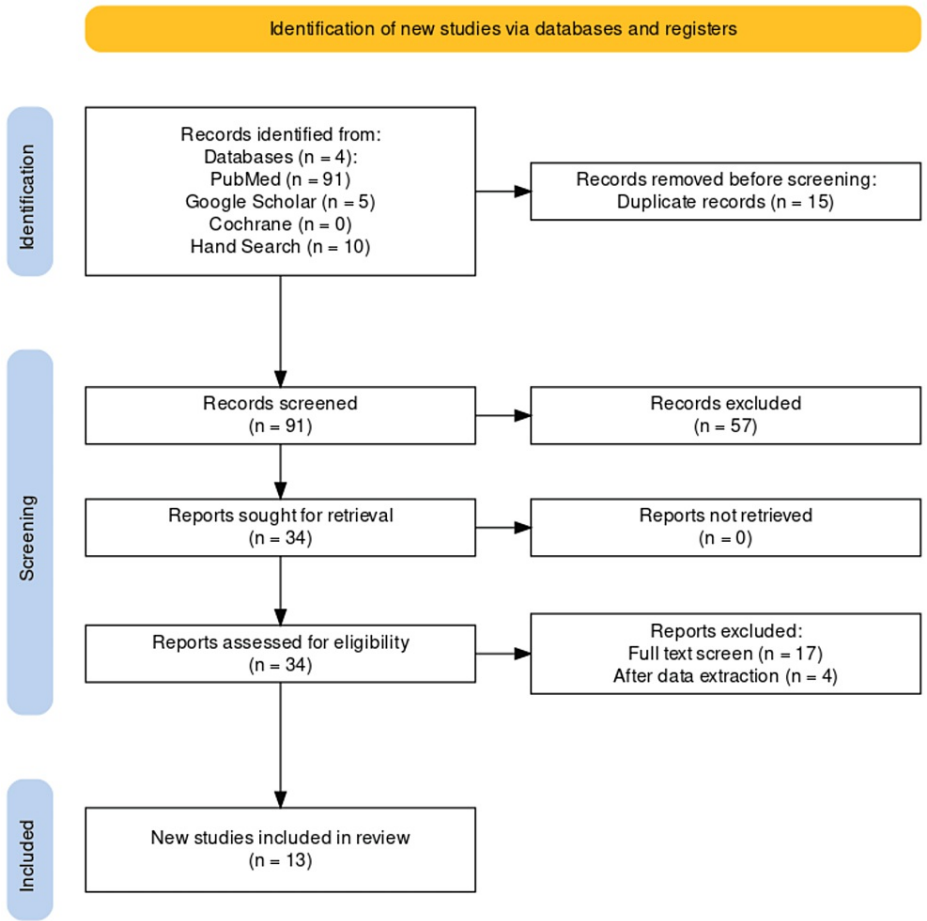 Identification of new studies via databases and registers
Identification
Records identified from:
Databases (n = 4):
PubMed (n = 91)
Google Scholar (n = 5)
Cochrane (n = 0)
Hand Search (n = 10)
Records removed before screening:
Duplicate records (n = 15)
Screening
Records screened
(n = 91)
Records excluded
(n = 57)
Reports sought for retrieval
(n = 34)
Reports not retrieved
(n = 0)
Reports assessed for eligibility
(n = 34)
Reports excluded:
Full text screen (n = 17)
After data extraction (n = 4)
Included
New studies included in review
(n = 13)